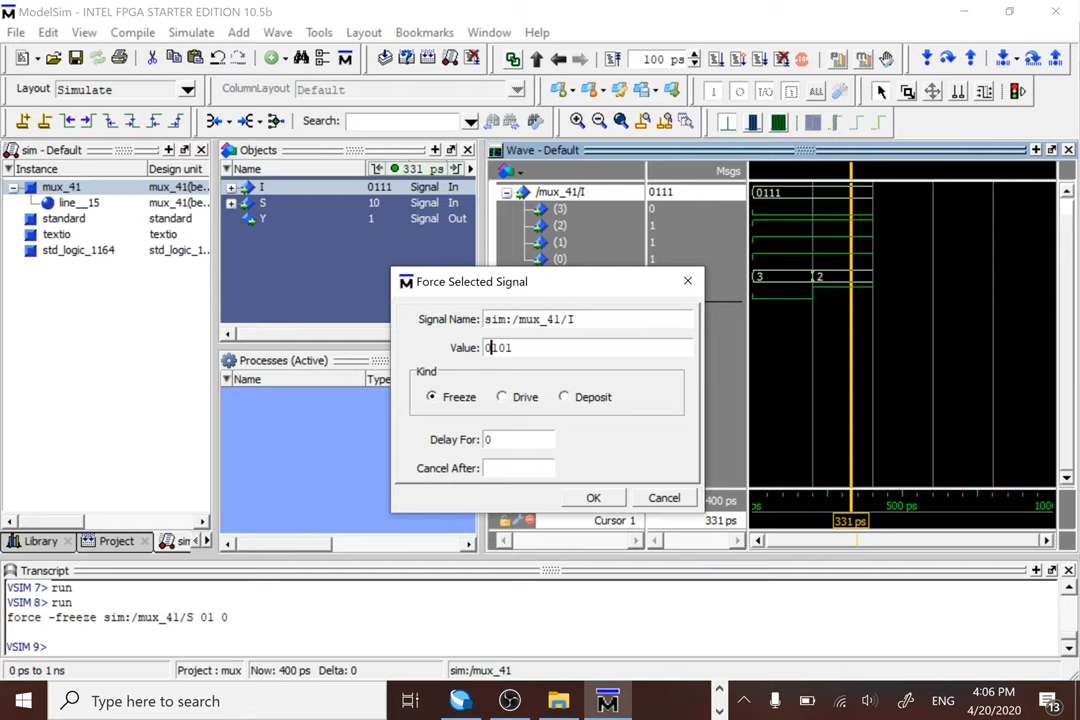 ModelSim - INTEL FPGA STARTER EDITION 10.5b
File Edit View Compile Simulate Add Wave Tools Layout Bookmarks Window Help
100 ps
Layout Simulate
ColumnLayout Default
ALL
Search:
sim - Default
Instance Design unit
mux_41 mux_41(be...
line__15 mux_41(be...
standard standard
textio textio
std_logic_1164 std_logic_1...
Objects
Name 331 ps
I 0111 Signal In
S 10 Signal In
Y 1 Signal Out
Processes (Active)
Name Type
Wave - Default
Msgs
/mux_41/I 0111
(3) 0
(2) 1
(1) 1
(0) 1
0111
3 2
400 ps
ps 500 ps 1000
Cursor 1 331 ps
331 ps
Force Selected Signal
Signal Name: sim:/mux_41/I
Value: 0101
Kind
Freeze Drive Deposit
Delay For: 0
Cancel After:
OK Cancel
Library Project sim
Transcript
VSIM 7> run
VSIM 8> run
force -freeze sim:/mux_41/S 01 0
VSIM 9>
0 ps to 1 ns Project : mux Now: 400 ps Delta: 0 sim:/mux_41
Type here to search
ENG
4:06 PM
4/20/2020
13